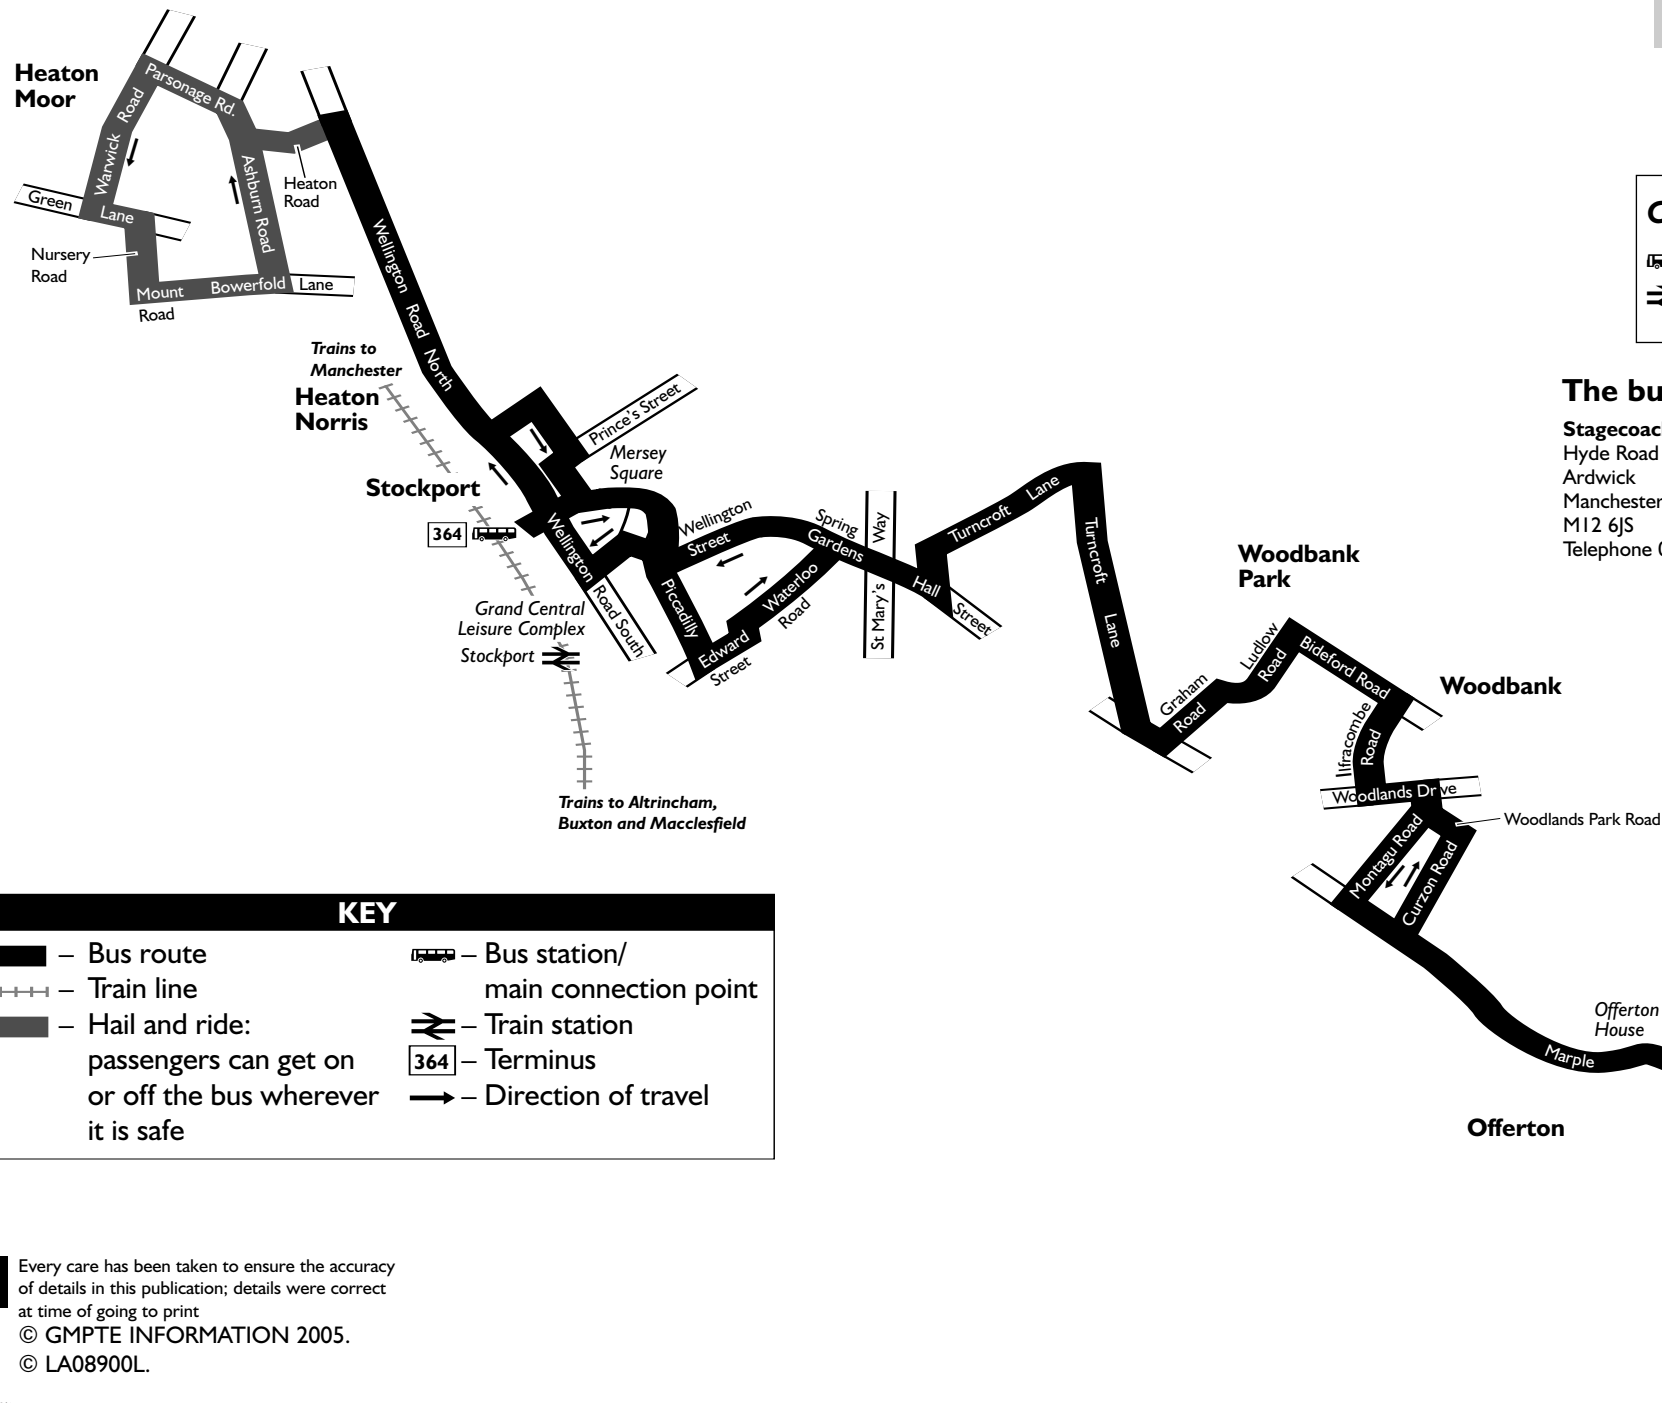 Heaton
Moor
Parsonage Rd.
Warwick Road
Ashburn Road
Heaton
Road
Green
Lane
Nursery
Road
Mount
Road
Bowerfold
Lane
Wellington Road North
Trains to
Manchester
Heaton
Norris
Prince's Street
Mersey
Square
Stockport
364
Wellington
Road South
Wellington
Street
Spring
Gardens
St Mary's Way
Hall
Street
Piccadilly
Waterloo
Road
Edward
Street
Grand Central
Leisure Complex
Stockport
Trains to Altrincham,
Buxton and Macclesfield
Turncroft Lane
Turncroft Lane
Woodbank
Park
Graham
Road
Ludlow
Road
Bideford Road
Woodbank
Ilfracombe
Road
Woodlands Drive
Woodlands Park Road
Montagu Road
Curzon Road
Offerton
House
Marple
Offerton
The bu
Stagecoac
Hyde Road
Ardwick
Manchester
M12 6JS
Telephone
KEY
– Bus route
– Train line
– Hail and ride:
passengers can get on
or off the bus wherever
it is safe
– Bus station/
main connection point
– Train station
364 – Terminus
– Direction of travel
Every care has been taken to ensure the accuracy
of details in this publication; details were correct
at time of going to print
© GMPTE INFORMATION 2005.
© LA08900L.